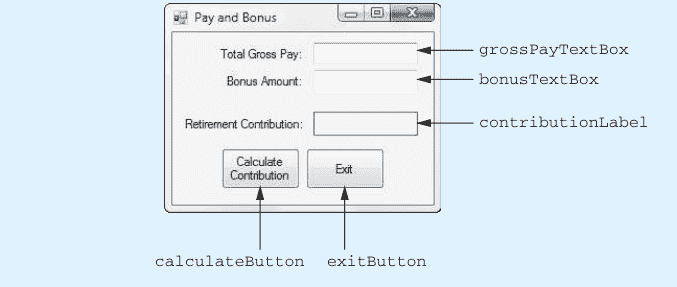 Pay and Bonus
Total Gross Pay:
grossPayTextBox
Bonus Amount:
bonusTextBox
Retirement Contribution:
contributionLabel
Calculate
Contribution
Exit
calculateButton
exitButton